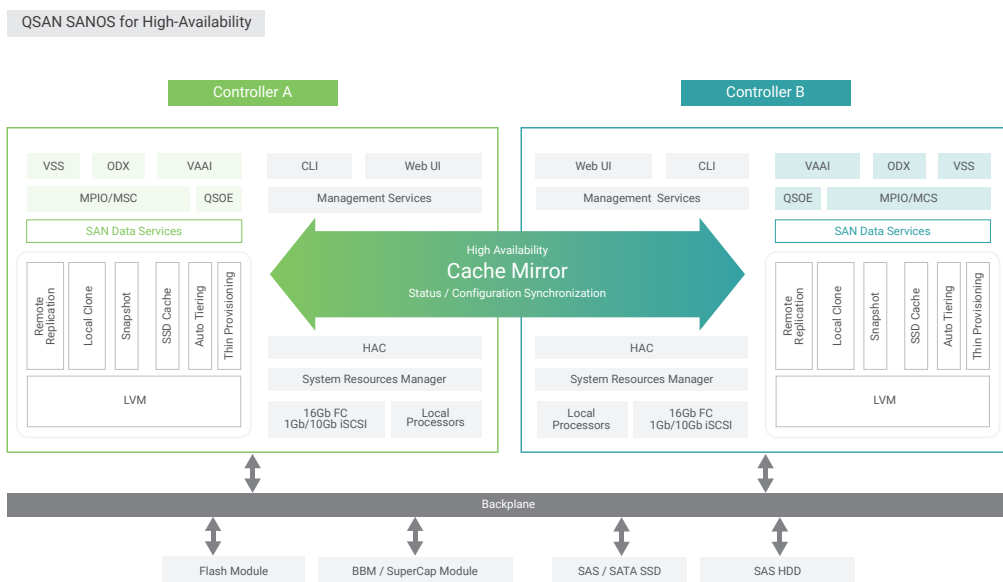 QSAN SANOS for High-Availability
Controller A
Controller B
VSS
ODX
VAAI
CLI
Web UI
MPIO/MSC
QSOE
Management Services
SAN Data Services
Remote
Replication
Local Clone
Snapshot
SSD Cache
Auto Tiering
Thin Provisioning
LVM
HAC
System Resources Manager
16Gb FC
1Gb/10Gb iSCSI
Local
Processors
High Availability
Cache Mirror
Status / Configuration Synchronization
Web UI
CLI
VAAI
ODX
VSS
Management Services
QSOE
MPIO/MCS
SAN Data Services
HAC
System Resources Manager
Local
Processors
16Gb FC
1Gb/10Gb iSCSI
Remote
Replication
Local Clone
Snapshot
SSD Cache
Auto Tiering
Thin Provisioning
LVM
Backplane
Flash Module
BBM / SuperCap Module
SAS / SATA SSD
SAS HDD